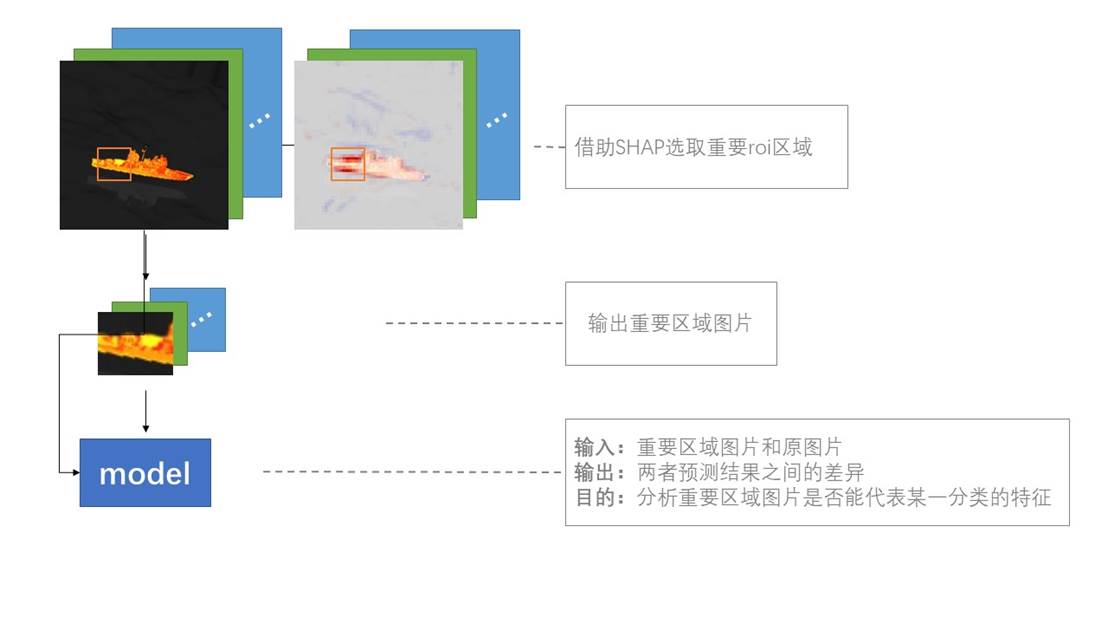 借助SHAP选取重要roi区域
输出重要区域图片
model
输入：重要区域图片和原图片
输出：两者预测结果之间的差异
目的：分析重要区域图片是否能代表某一分类的特征